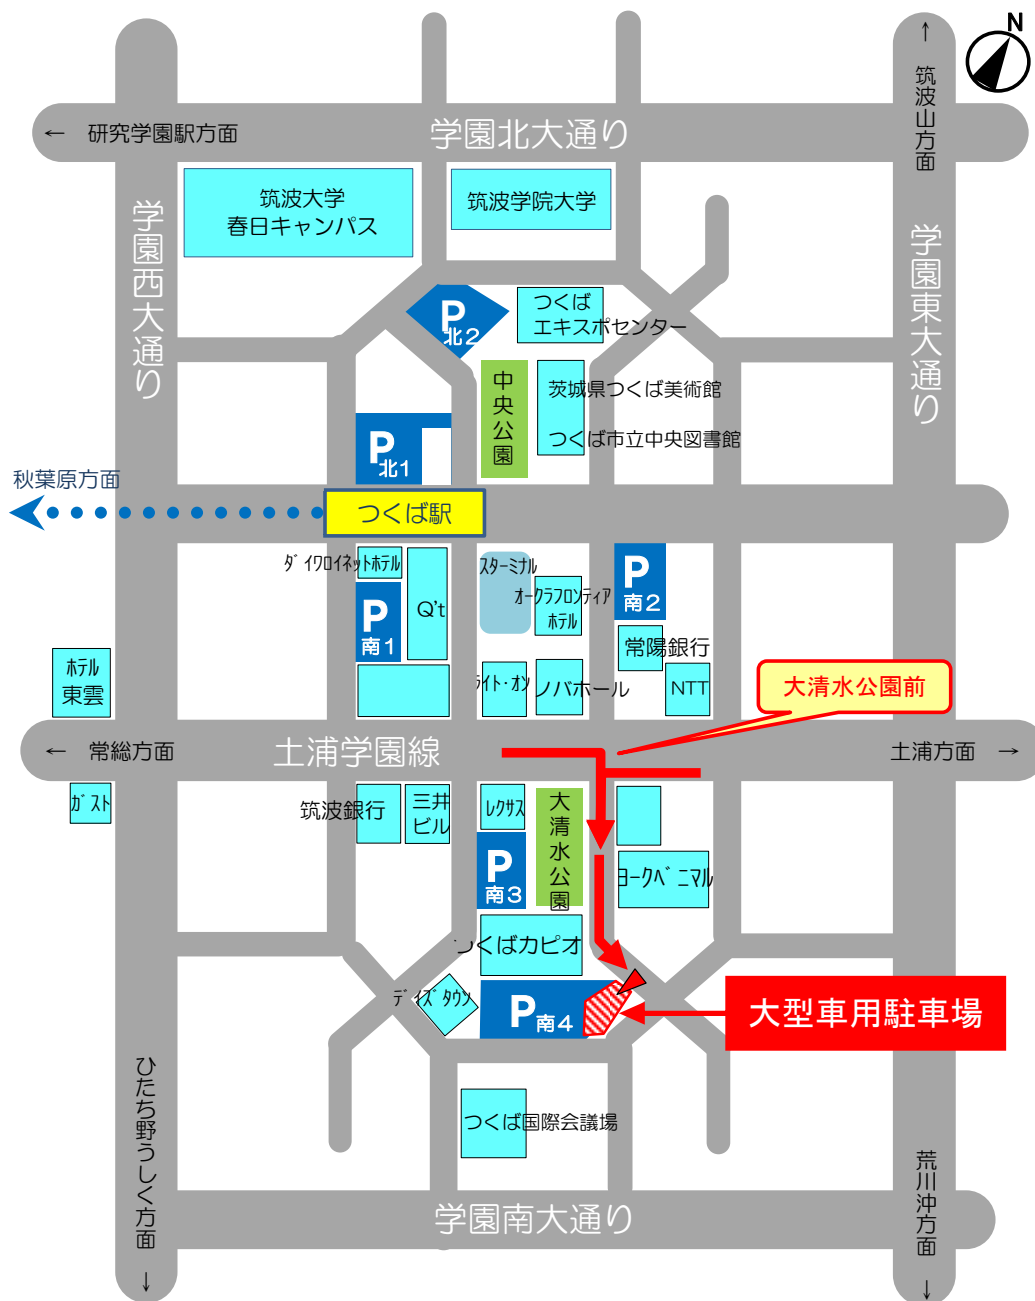 N
↑
筑波山方面
← 研究学園駅方面
学園北大通り
筑波大学
春日キャンパス
筑波学院大学
学園西大通り
学園東大通り
P
北2
つくば
エキスポセンター
中央公園
茨城県つくば美術館
つくば市立中央図書館
P
北1
秋葉原方面
つくば駅
ダイワロイネットホテル
Q't
スターミナル
オークラフロンティア
ホテル
P
南2
P
南1
常陽銀行
ホテル
東雲
ライト・オン
ノバホール
NTT
大清水公園前
← 常総方面
土浦学園線
土浦方面 →
ガスト
筑波銀行
三井
ビル
レクサス
大清水公園
P
南3
ヨークベニマル
つくばカピオ
デイズタウン
P南4
大型車用駐車場
ひたち野うしく方面
↓
つくば国際会議場
荒川沖方面
↓
学園南大通り